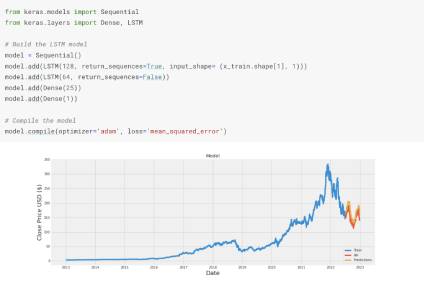 from keras.models import Sequential
from keras.layers import Dense, LSTM
# Build the LSTM model
model = Sequential()
model.add(LSTM(128, return_sequences=True, input_shape= (x_train.shape[1], 1)))
model.add(LSTM(64, return_sequences=False))
model.add(Dense(25))
model.add(Dense(1))
# Compile the model
model.compile(optimizer='adam', loss='mean_squared_error')
Model
Close Price USD ($)
350
300
250
200
150
100
50
0
2013 2014 2015 2016 2017 2018 2019 2020 2021 2022 2023
Date
Train
Val
Predictions